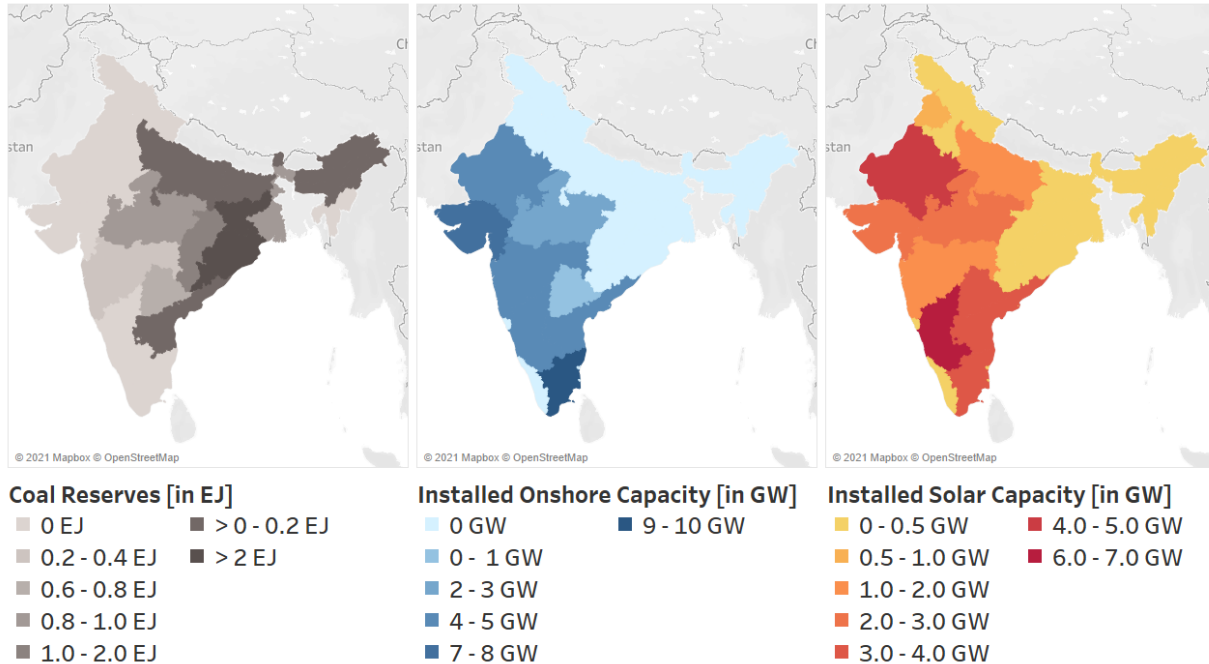 Ch
stan
stan
stan
© 2021 Mapbox © OpenStreetMap
© 2021 Mapbox © OpenStreetMap
© 2021 Mapbox © OpenStreetMap
Coal Reserves [in EJ]
0 EJ
0.2 - 0.4 EJ
0.6 - 0.8 EJ
0.8 - 1.0 EJ
1.0 - 2.0 EJ
> 0 - 0.2 EJ
> 2 EJ
Installed Onshore Capacity [in GW]
0 GW
0 - 1 GW
2 - 3 GW
4 - 5 GW
7 - 8 GW
9 - 10 GW
Installed Solar Capacity [in GW]
0 - 0.5 GW
0.5 - 1.0 GW
1.0 - 2.0 GW
2.0 - 3.0 GW
3.0 - 4.0 GW
4.0 - 5.0 GW
6.0 - 7.0 GW